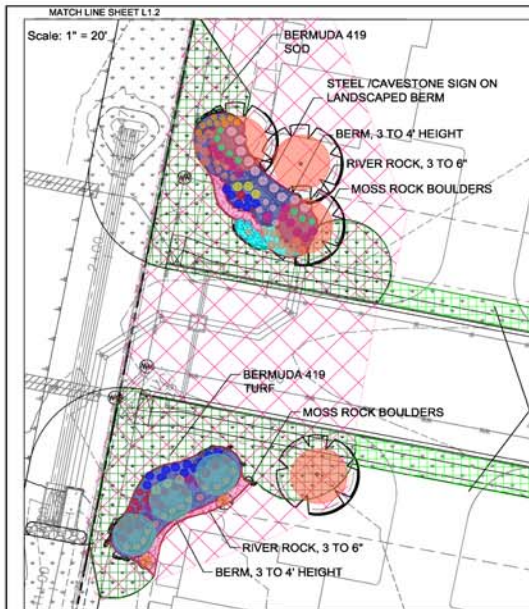 MATCH LINE SHEET L1.2
Scale: 1" = 20'
BERMUDA 419
SOD
STEEL /CAVESTONE SIGN ON
LANDSCAPED BERM
BERM, 3 TO 4' HEIGHT
RIVER ROCK, 3 TO 6"
MOSS ROCK BOULDERS
BERMUDA 419
TURF
MOSS ROCK BOULDERS
RIVER ROCK, 3 TO 6"
BERM, 3 TO 4' HEIGHT